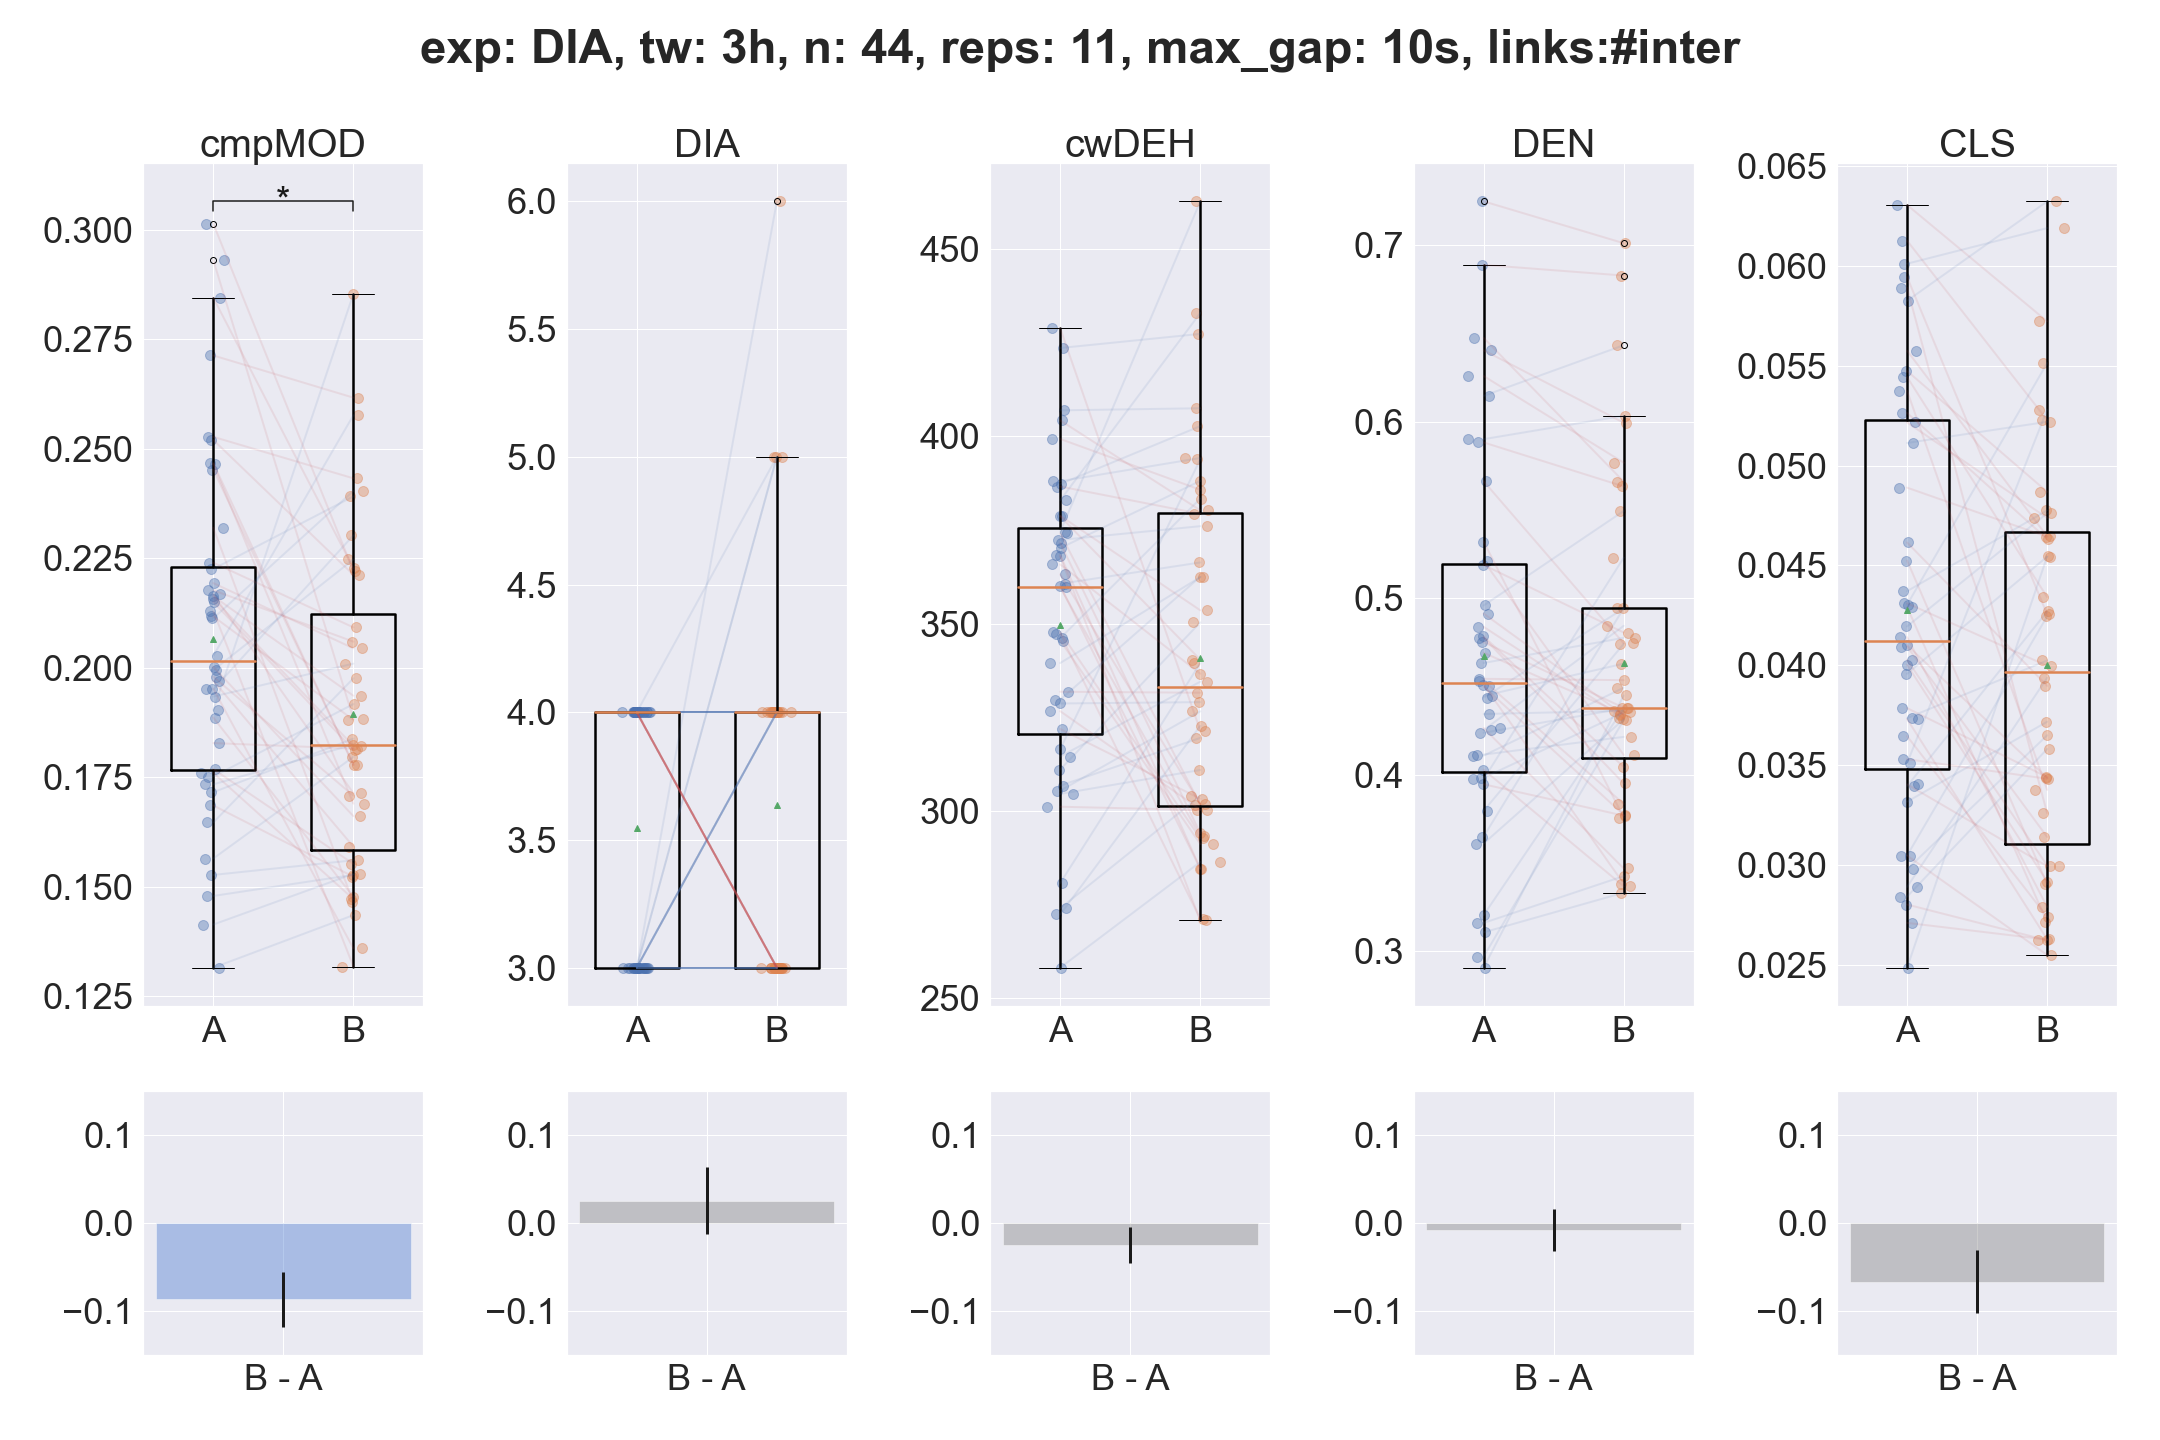 exp: DIA, tw: 3h, n: 44, reps: 11, max_gap: 10s, links:#inter
cmpMOD
DIA
cwDEH
DEN
CLS
*
0.300
0.275
0.250
0.225
0.200
0.175
0.150
0.125
A
B
6.0
5.5
5.0
4.5
4.0
3.5
3.0
A
B
450
400
350
300
250
A
B
0.7
0.6
0.5
0.4
0.3
A
B
0.065
0.060
0.055
0.050
0.045
0.040
0.035
0.030
0.025
A
B
0.1
0.0
−0.1
B - A
0.1
0.0
−0.1
B - A
0.1
0.0
−0.1
B - A
0.1
0.0
−0.1
B - A
0.1
0.0
−0.1
B - A